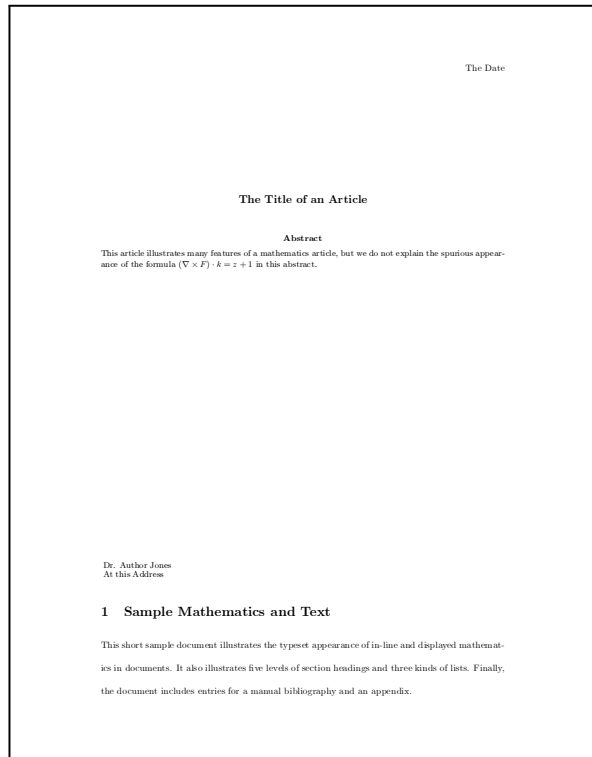 The Date
The Title of an Article
Abstract
This article illustrates many features of a mathematics article, but we do not explain the spurious appear-
ance of the formula (∇ × F) · k = z + 1 in this abstract.
Dr. Author Jones
At this Address
1 Sample Mathematics and Text
This short sample document illustrates the typeset appearance of in-line and displayed mathemat-
ics in documents. It also illustrates five levels of section headings and three kinds of lists. Finally,
the document includes entries for a manual bibliography and an appendix.